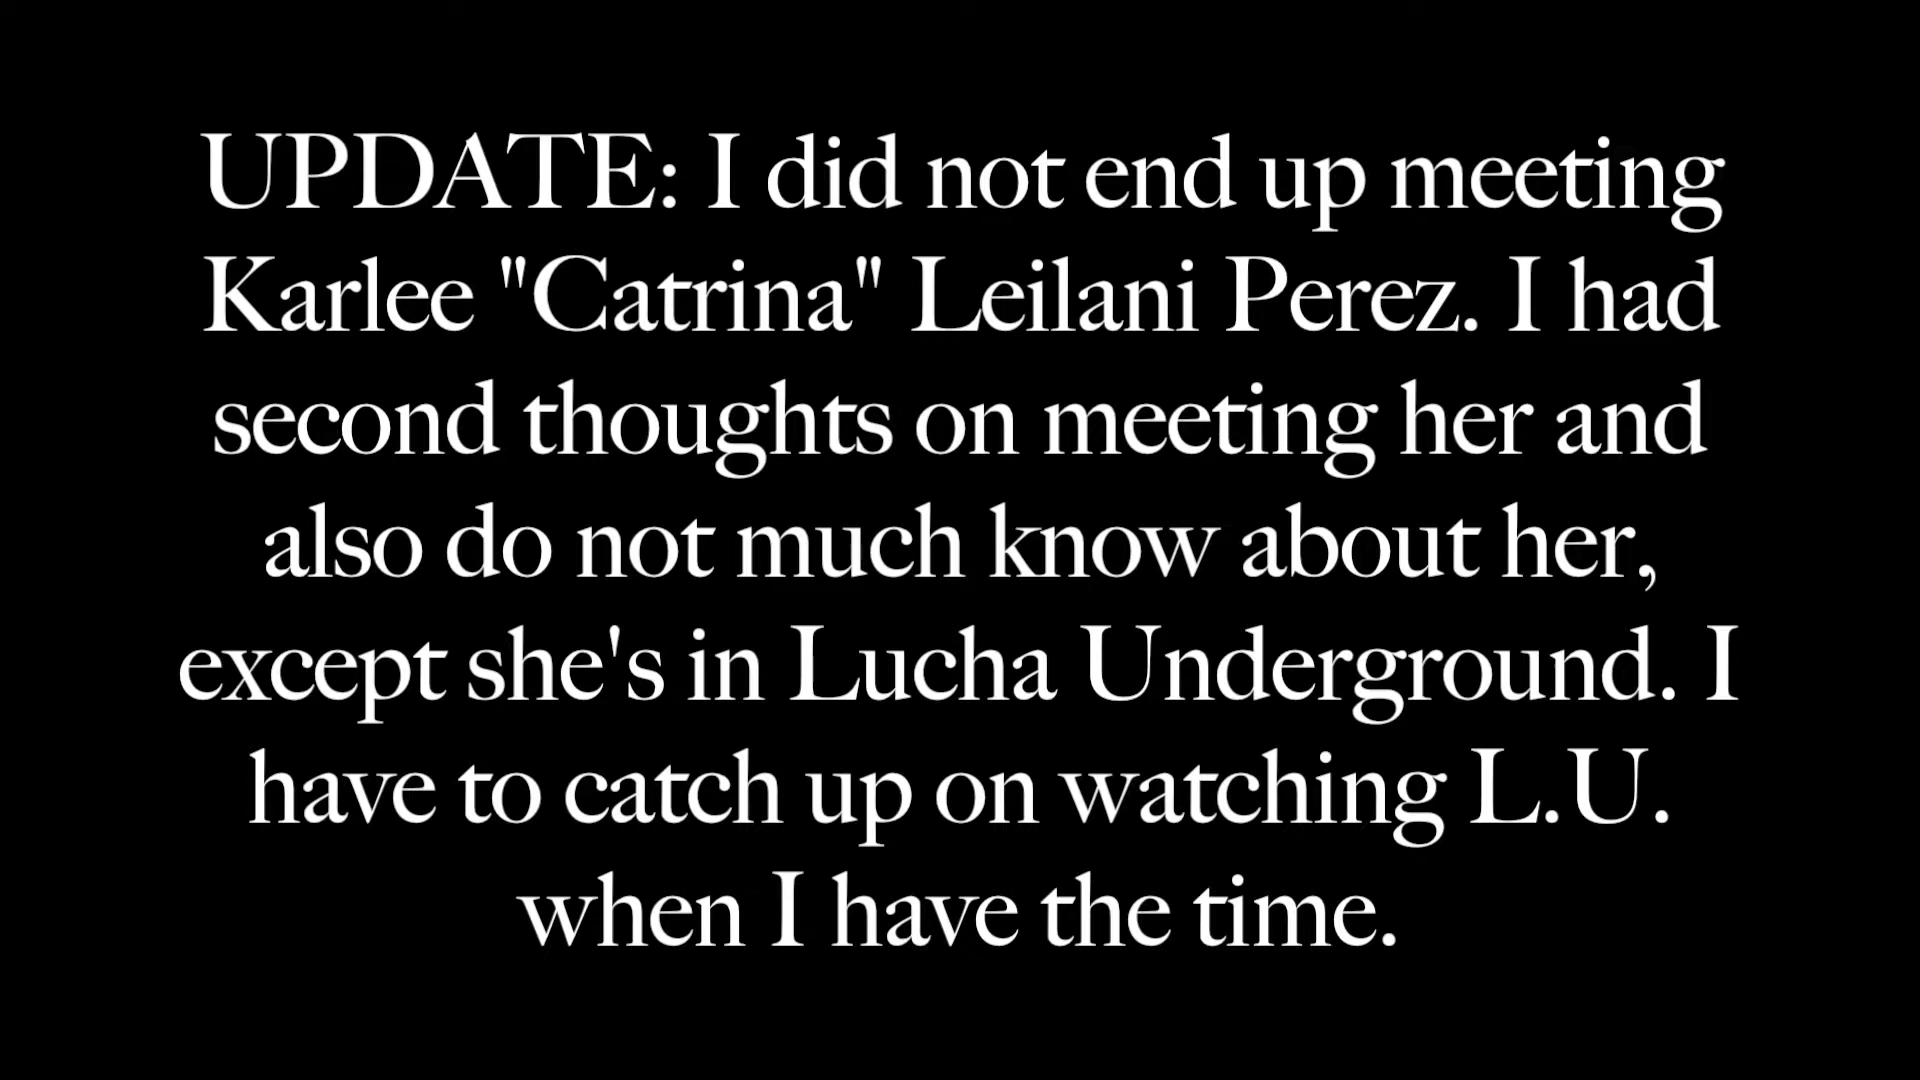 UPDATE: I did not end up meeting
Karlee "Catrina" Leilani Perez. I had
second thoughts on meeting her and
also do not much know about her,
except she's in Lucha Underground. I
have to catch up on watching L.U.
when I have the time.